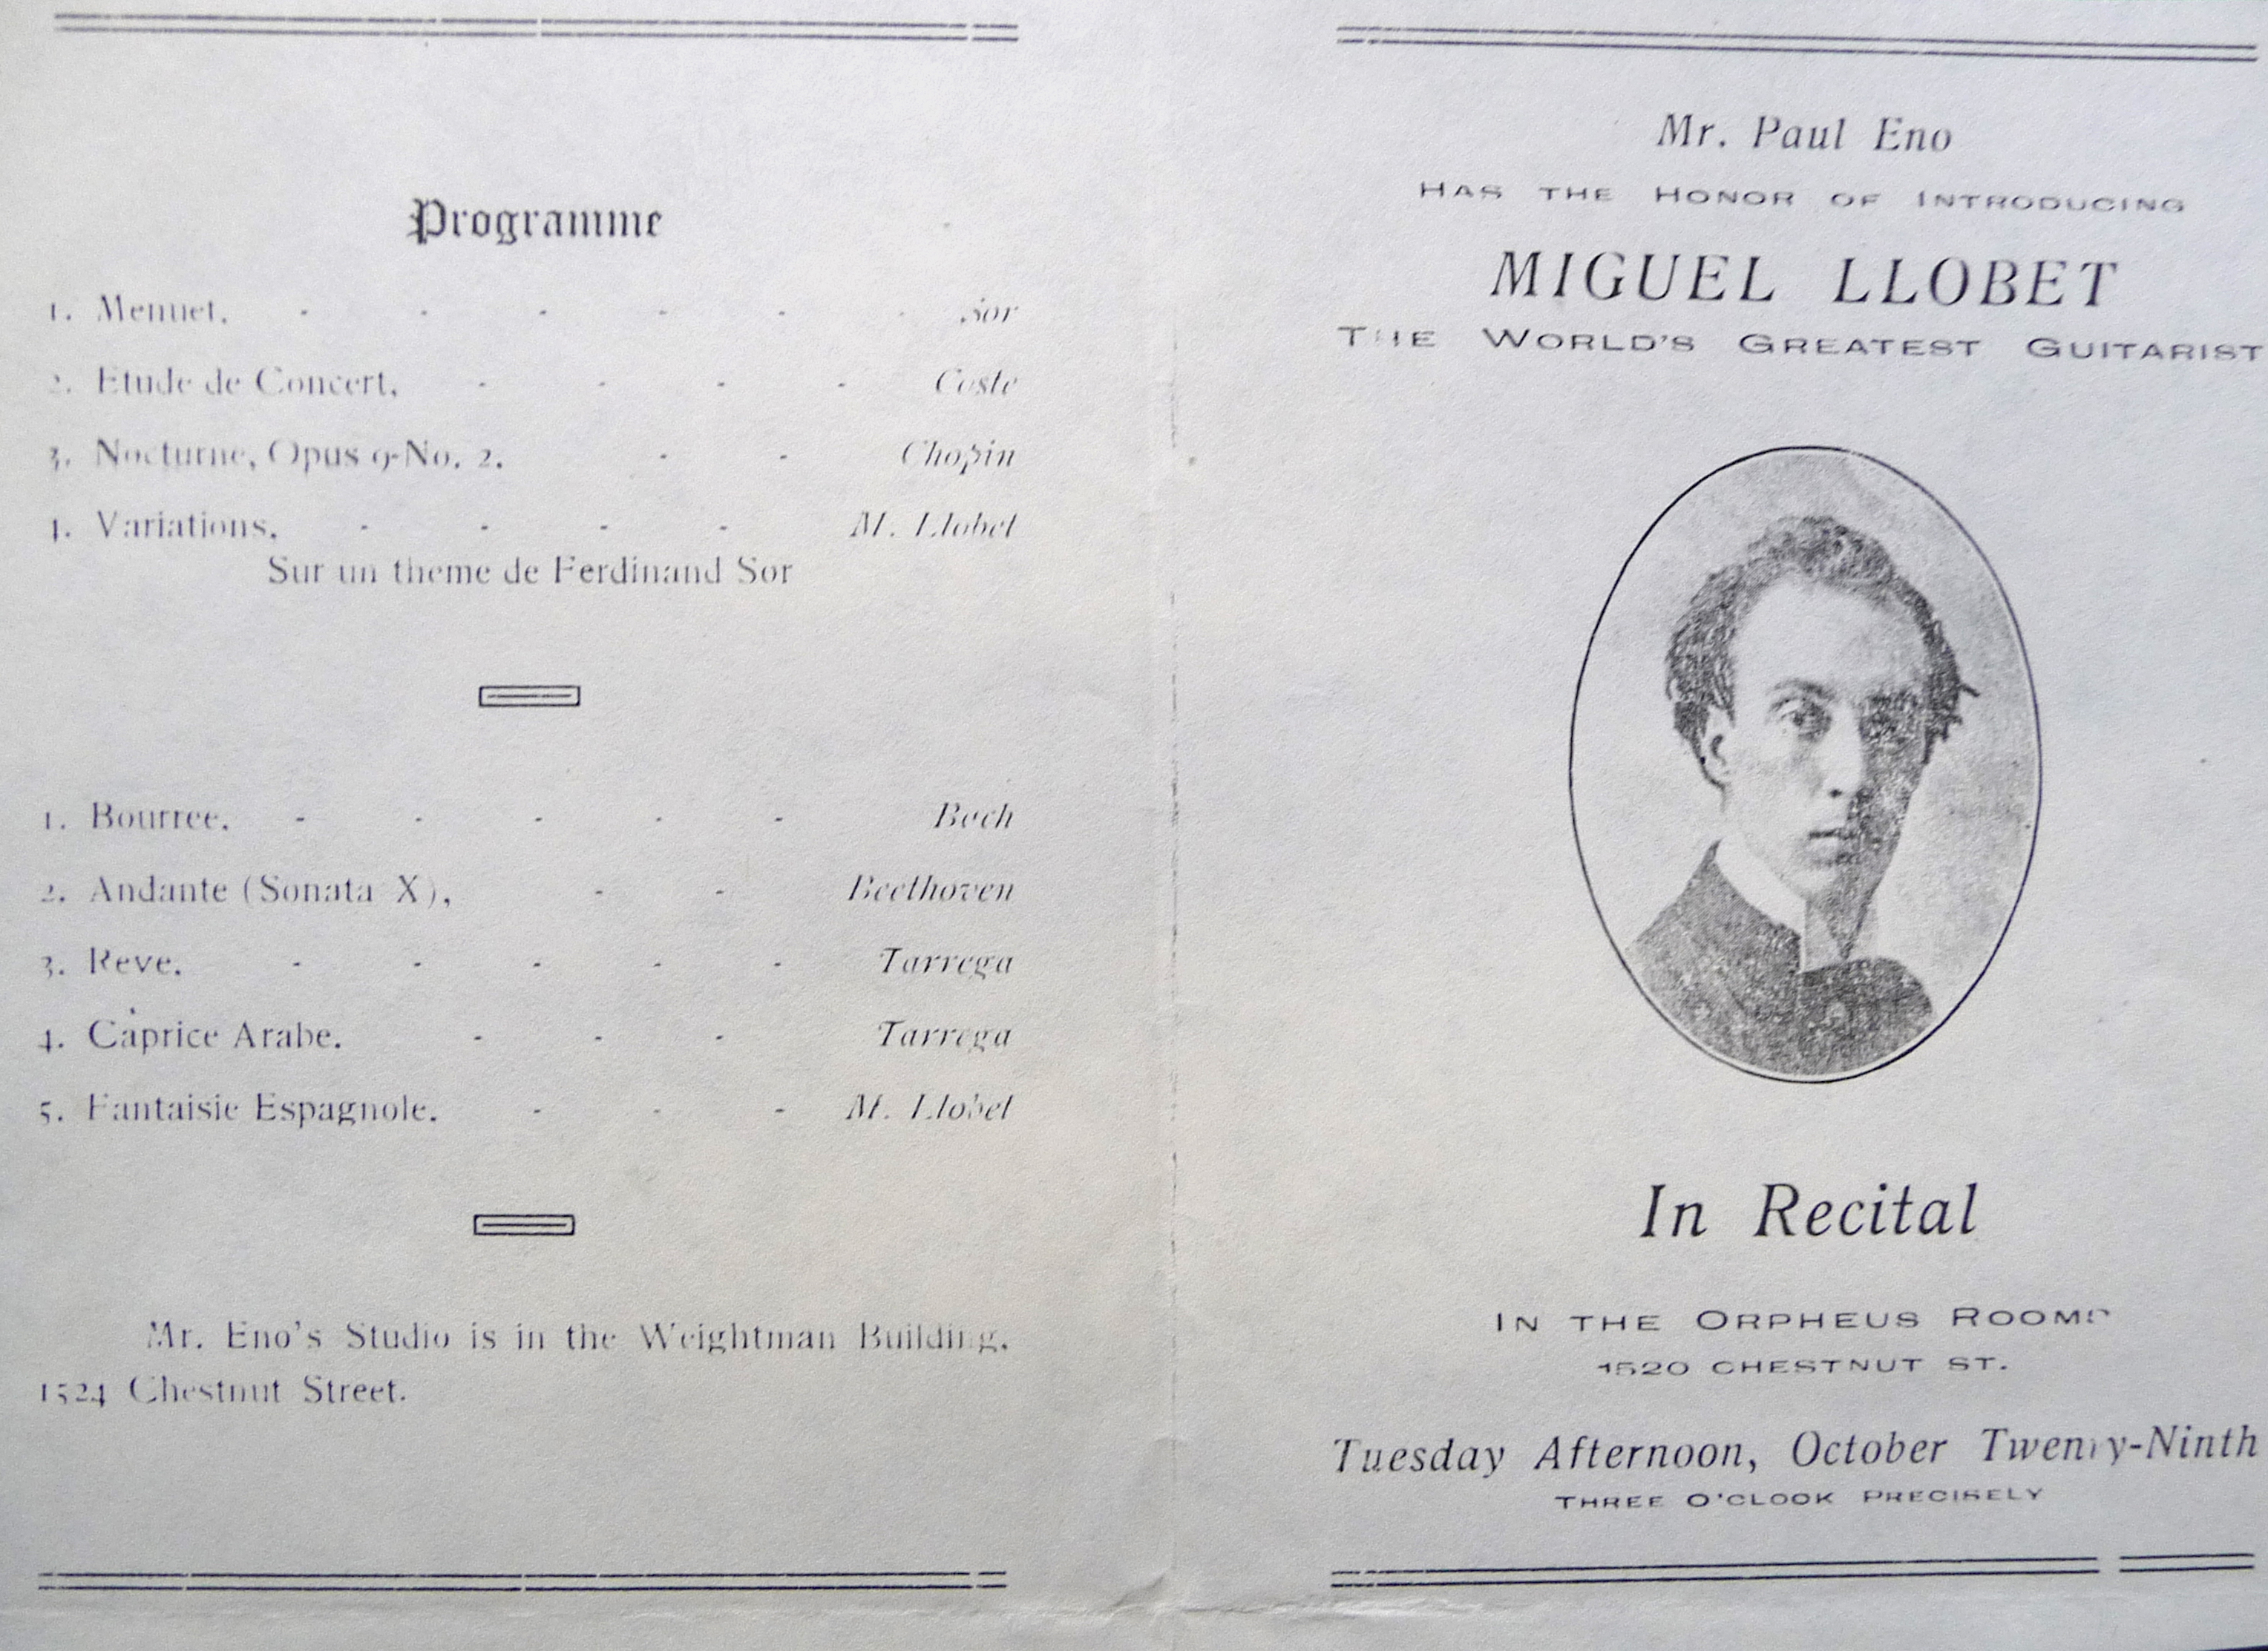 Programme
1. Menuet, - - - - - - Sor
2. Etude de Concert, - - - - Coste
3. Nocturne, Opus 9-No. 2, - - Chopin
4. Variations, - - - - M. Llobet
Sur un theme de Ferdinand Sor
1. Bourree, - - - - - Bach
2. Andante (Sonata X), - - Beethoven
3. Reve, - - - - - Tarrega
4. Caprice Arabe, - - - Tarrega
5. Fantaisie Espagnole, - - - M. Llobet
Mr. Eno's Studio is in the Weightman Building,
1524 Chestnut Street.
Mr. Paul Eno
HAS THE HONOR OF INTRODUCING
MIGUEL LLOBET
THE WORLD'S GREATEST GUITARIST
In Recital
IN THE ORPHEUS ROOMS
1520 CHESTNUT ST.
Tuesday Afternoon, October Twenty-Ninth
THREE O'CLOCK PRECISELY